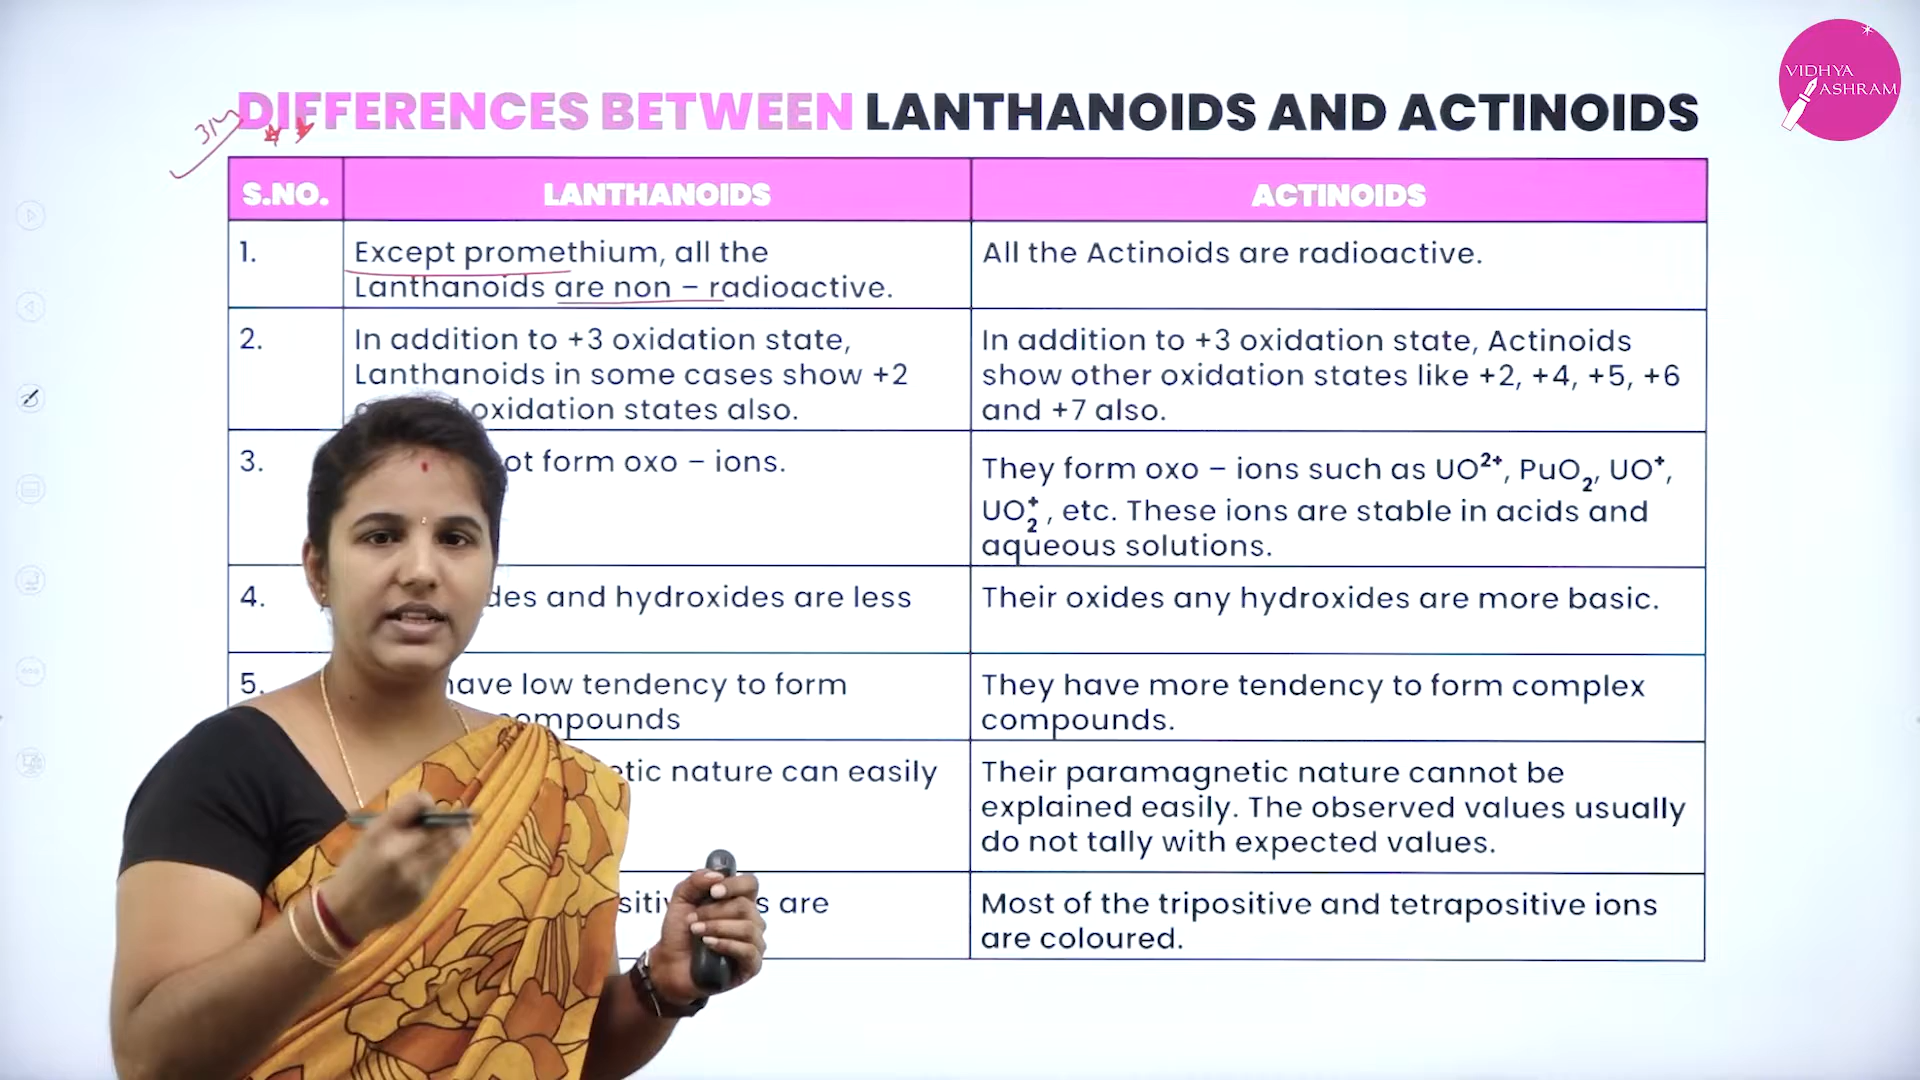 VIDHYA
ASHRAM
DIFFERENCES BETWEEN LANTHANOIDS AND ACTINOIDS
S.NO. LANTHANOIDS ACTINOIDS
1. Except promethium, all the
Lanthanoids are non – radioactive.
All the Actinoids are radioactive.
2. In addition to +3 oxidation state,
Lanthanoids in some cases show +2
oxidation states also.
In addition to +3 oxidation state, Actinoids
show other oxidation states like +2, +4, +5, +6
and +7 also.
3. form oxo – ions.
They form oxo – ions such as UO²⁺, PuO₂, UO⁺,
UO₂⁺, etc. These ions are stable in acids and
aqueous solutions.
4. and hydroxides are less
Their oxides any hydroxides are more basic.
5. have low tendency to form
compounds
They have more tendency to form complex
compounds.
nature can easily
Their paramagnetic nature cannot be
explained easily. The observed values usually
do not tally with expected values.
are
Most of the tripositive and tetrapositive ions
are coloured.